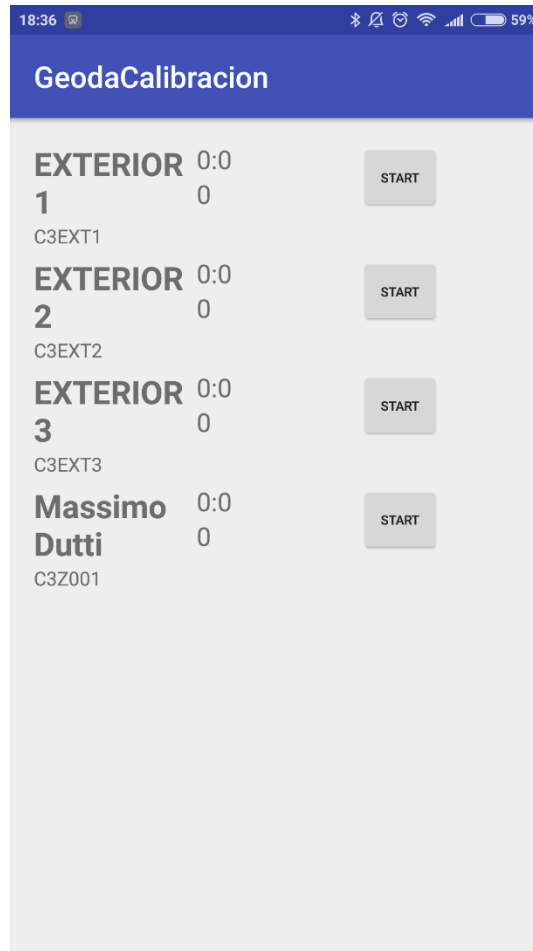 18:36 59%
GeodaCalibracion
EXTERIOR 0:0 START
1 0
C3EXT1
EXTERIOR 0:0 START
2 0
C3EXT2
EXTERIOR 0:0 START
3 0
C3EXT3
Massimo 0:0 START
Dutti 0
C3Z001